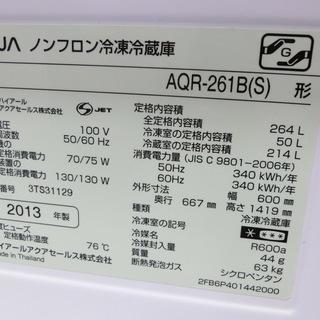 UA ノンフロン冷凍冷蔵庫
G
AQR-261B(S) 形
ハイアール
アクアセールス株式会社
JET
電圧 100 V
周波数 50/60 Hz
定格消費電力 70/75 W
定格消費電力 130/130 W
番号 3TS31129
2013 年製
度ヒューズ
定格動作温度 76℃
ハイアールアクアセールス株式会社
Made in Thailand
定格内容積
全定格内容積 264 L
冷凍室の定格内容積 50 L
冷蔵室の定格内容積 214 L
消費電力量 (JIS C 9801-2006年)
50Hz 340 kWh/年
60Hz 340 kWh/年
外形寸法 幅 600 mm
奥行 667 mm 高さ 1419 mm
種類 冷凍冷蔵庫
冷凍室の記号
冷媒 R600a
冷媒封入量 44 g
質量 63 kg
断熱発泡ガス シクロペンタン
2FB6P401442000